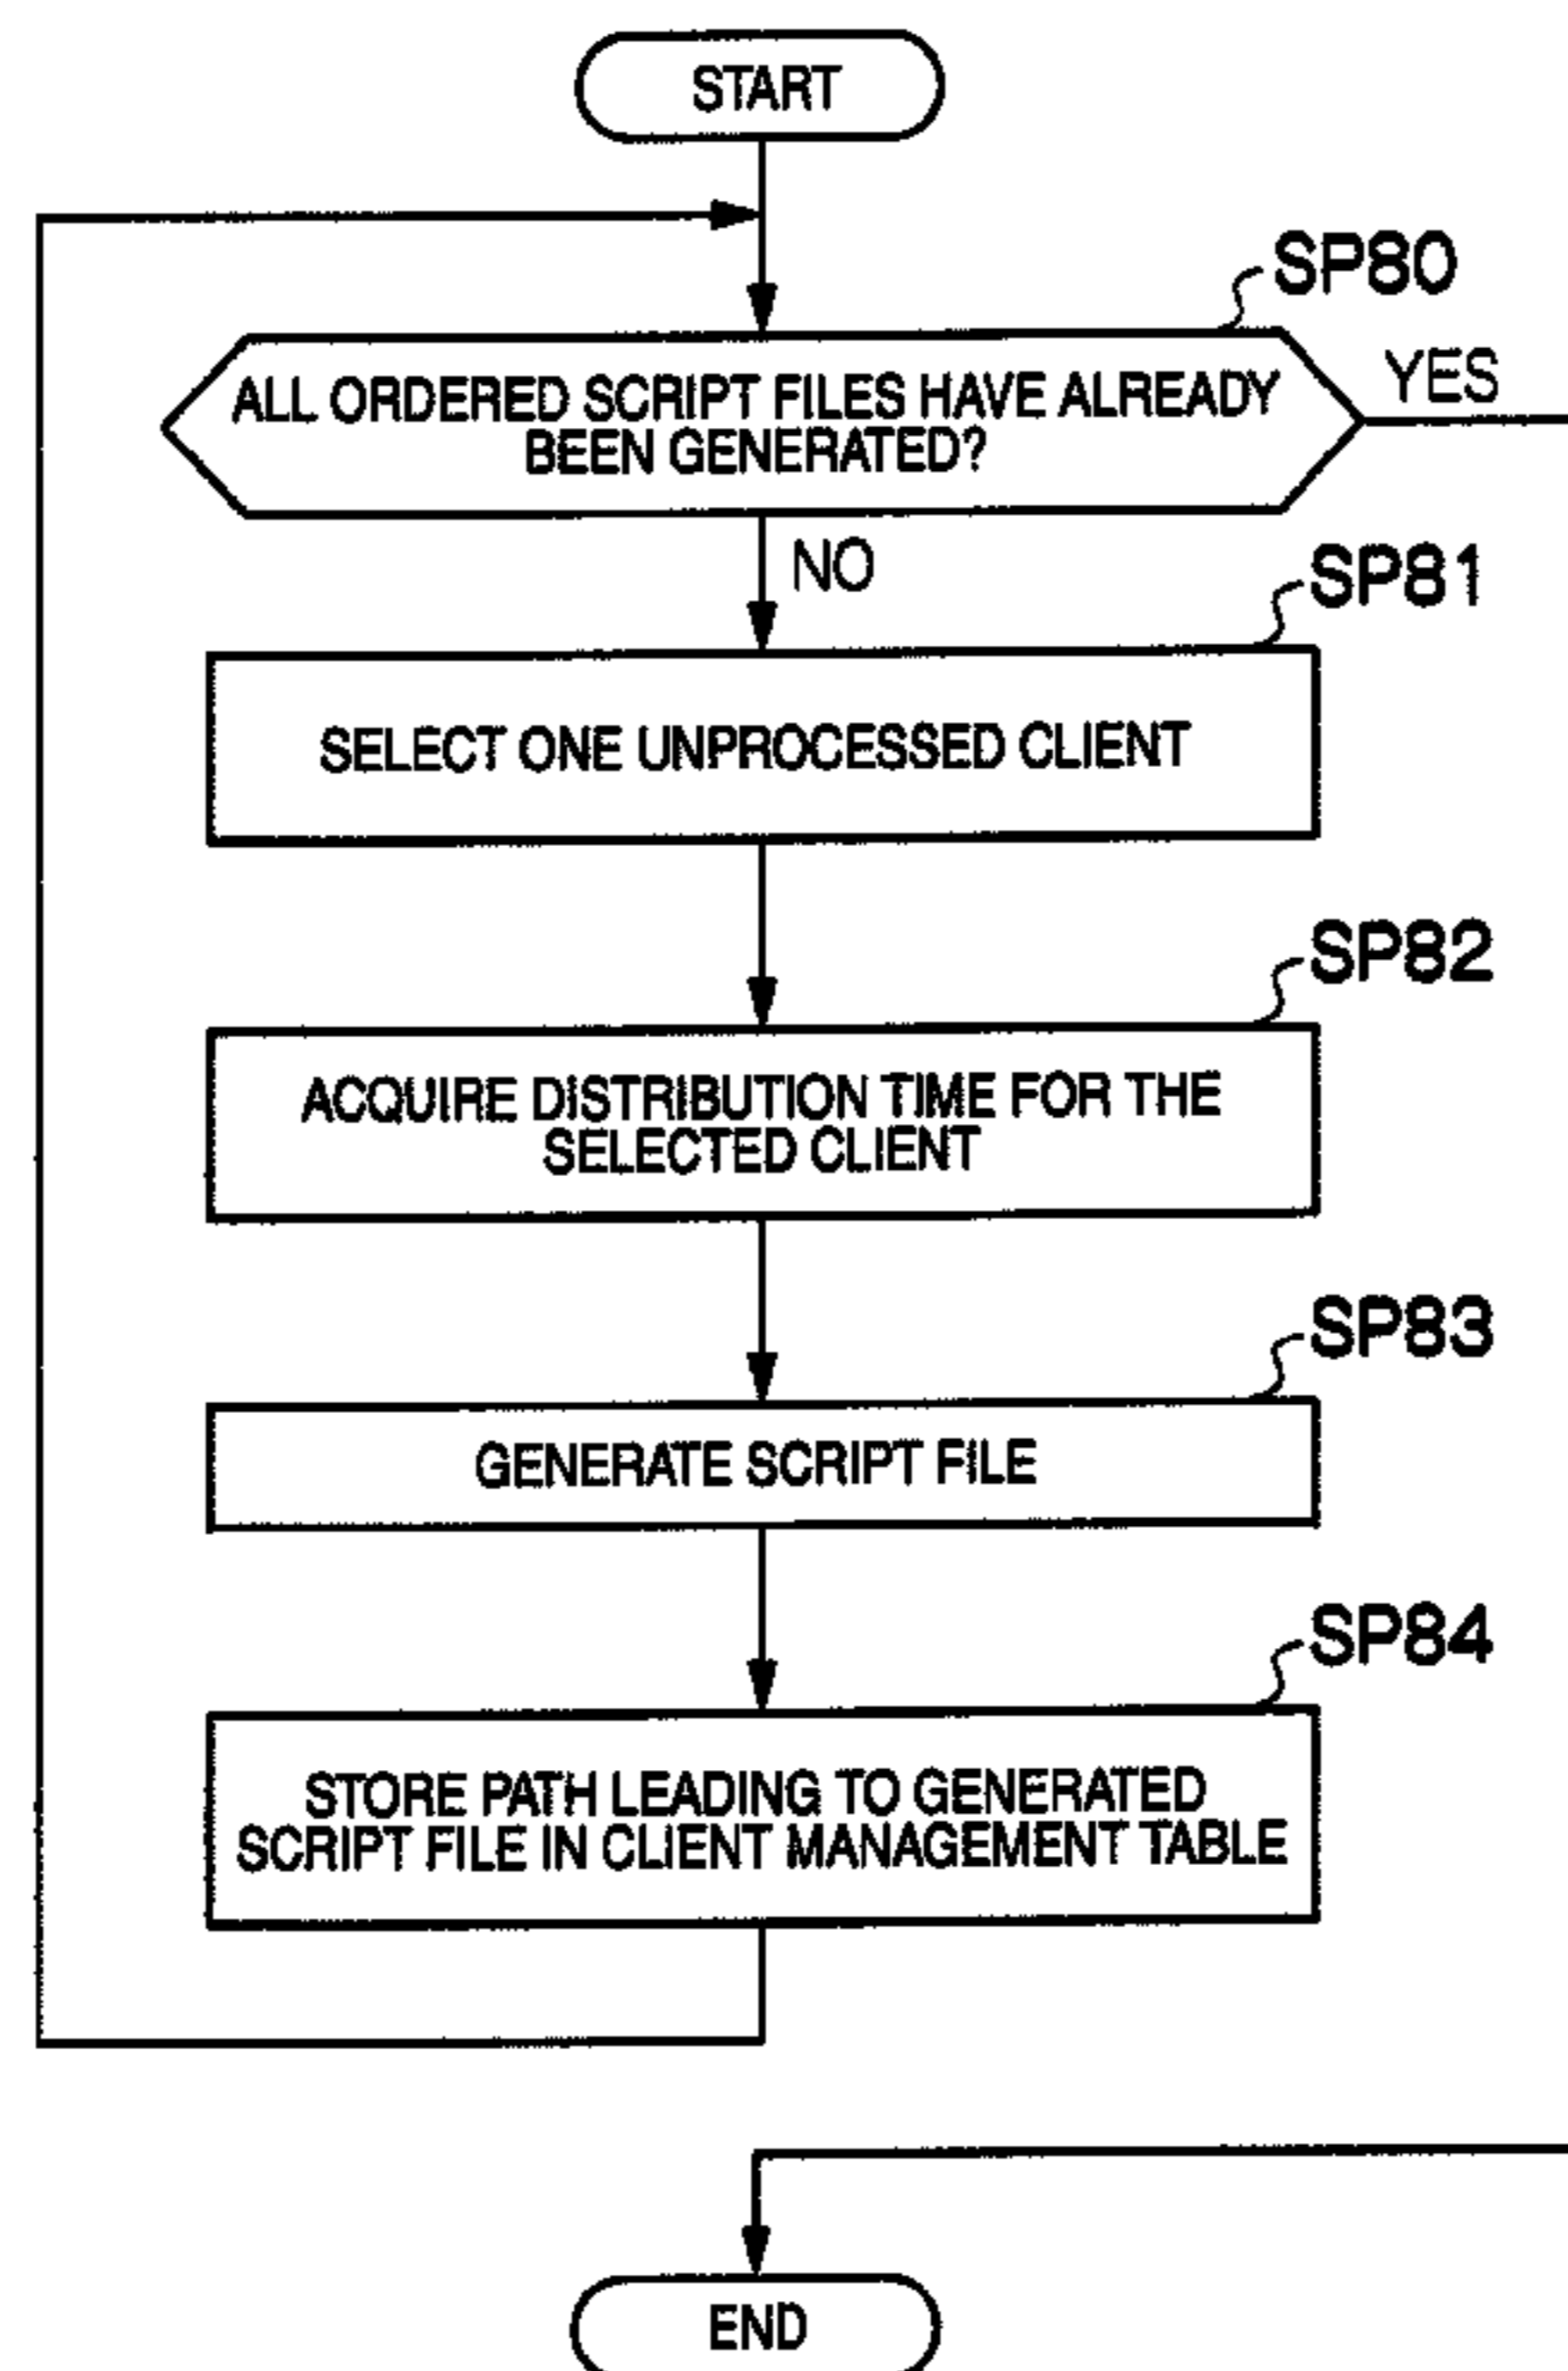 START
SP80
ALL ORDERED SCRIPT FILES HAVE ALREADY
BEEN GENERATED?
YES
NO
SP81
SELECT ONE UNPROCESSED CLIENT
SP82
ACQUIRE DISTRIBUTION TIME FOR THE
SELECTED CLIENT
SP83
GENERATE SCRIPT FILE
SP84
STORE PATH LEADING TO GENERATED
SCRIPT FILE IN CLIENT MANAGEMENT TABLE
END